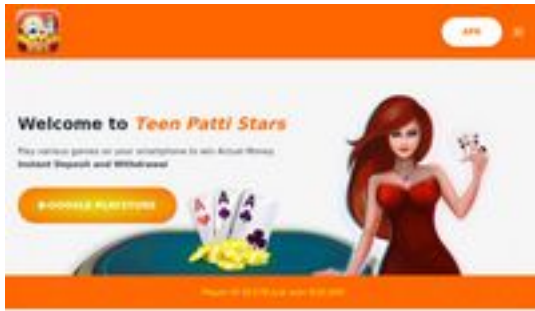 APK
Welcome to Teen Patti Stars
Play various games on your smartphone to win Actual Money.
Instant Deposit and Withdrawal
GOOGLE PLAYSTORE
A A A